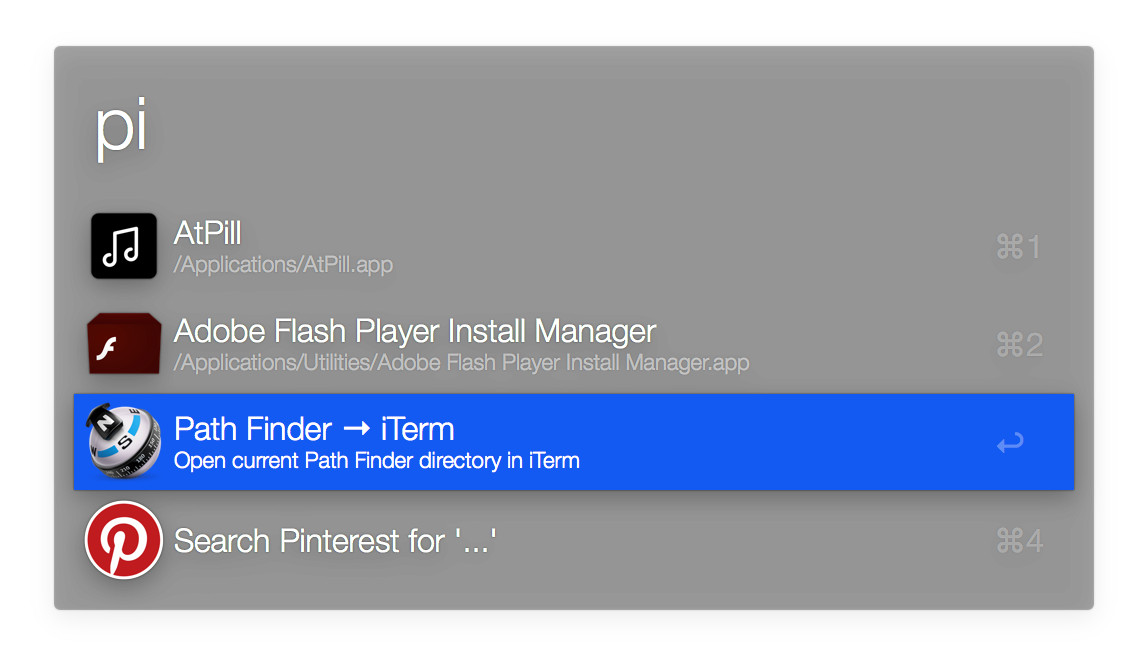 pi
AtPill
/Applications/AtPill.app
⌘1
Adobe Flash Player Install Manager
/Applications/Utilities/Adobe Flash Player Install Manager.app
⌘2
Path Finder → iTerm
Open current Path Finder directory in iTerm
↩
Search Pinterest for '...'
⌘4